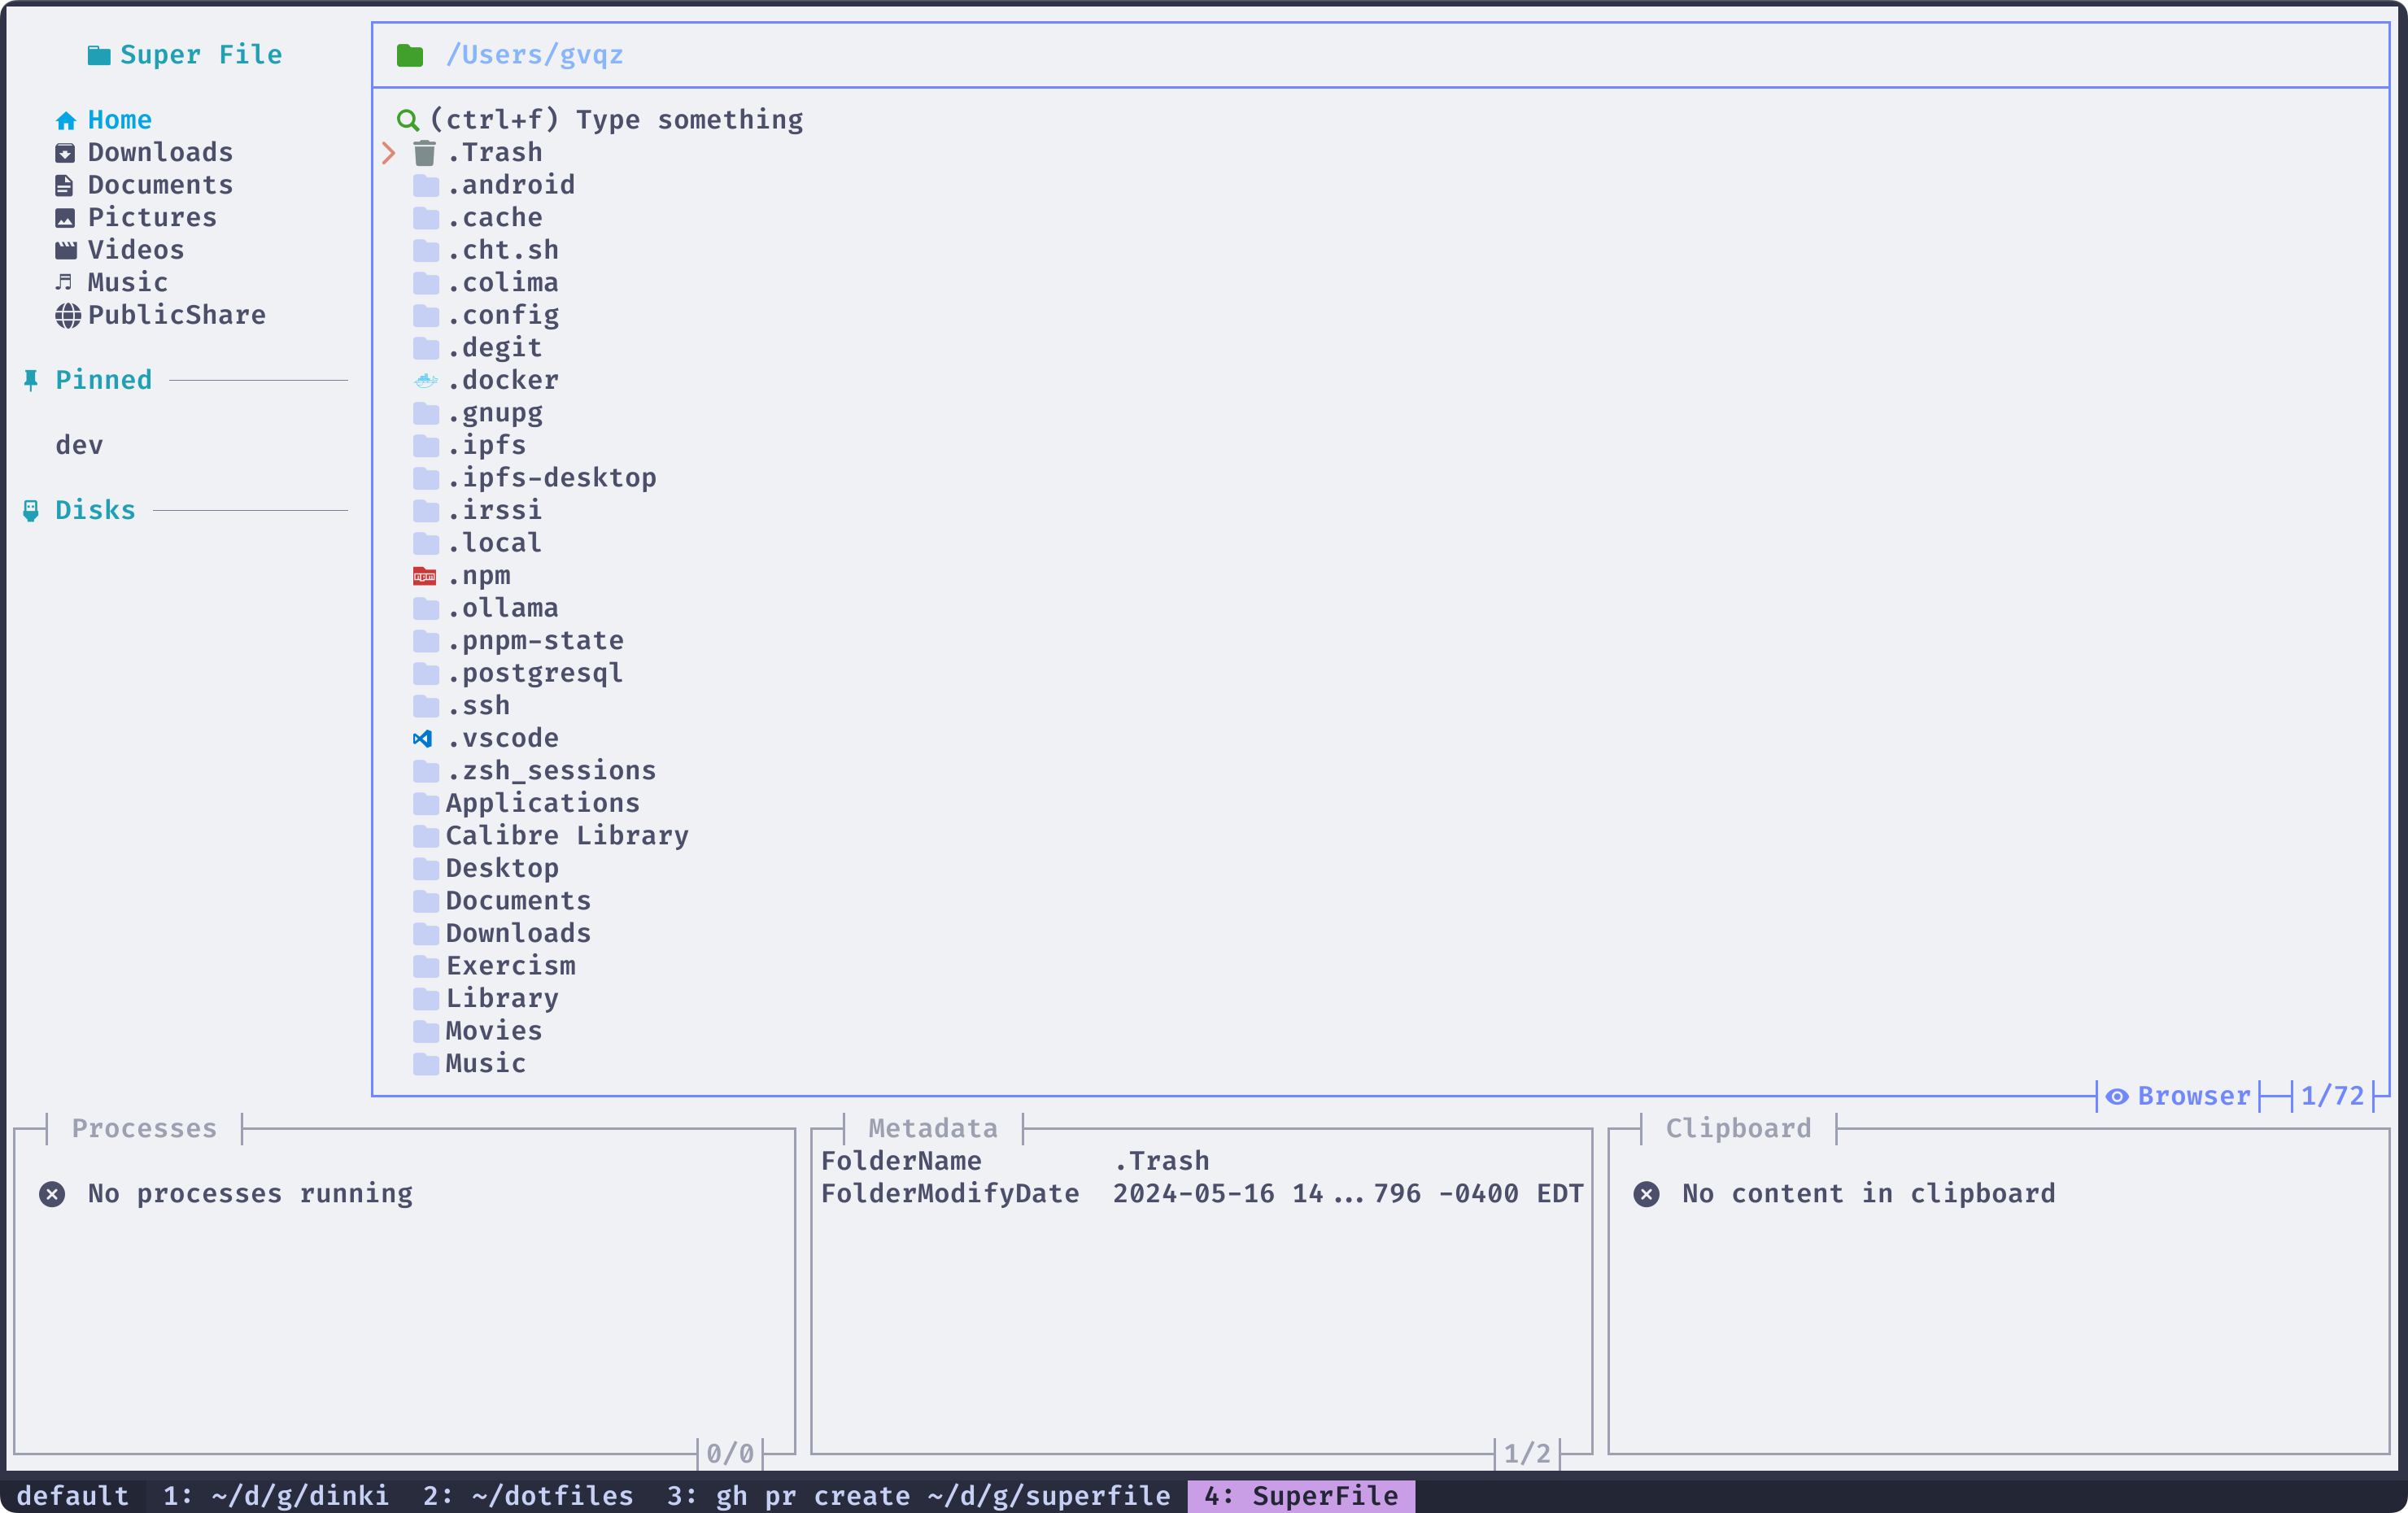 Super File
Home
Downloads
Documents
Pictures
Videos
Music
PublicShare
Pinned
dev
Disks
/Users/gvqz
(ctrl+f) Type something
.Trash
.android
.cache
.cht.sh
.colima
.config
.degit
.docker
.gnupg
.ipfs
.ipfs-desktop
.irssi
.local
.npm
.ollama
.pnpm-state
.postgresql
.ssh
.vscode
.zsh_sessions
Applications
Calibre Library
Desktop
Documents
Downloads
Exercism
Library
Movies
Music
Browser 1/72
Processes
No processes running
0/0
Metadata
FolderName .Trash
FolderModifyDate 2024-05-16 14...796 -0400 EDT
1/2
Clipboard
No content in clipboard
default 1: ~/d/g/dinki 2: ~/dotfiles 3: gh pr create ~/d/g/superfile 4: SuperFile